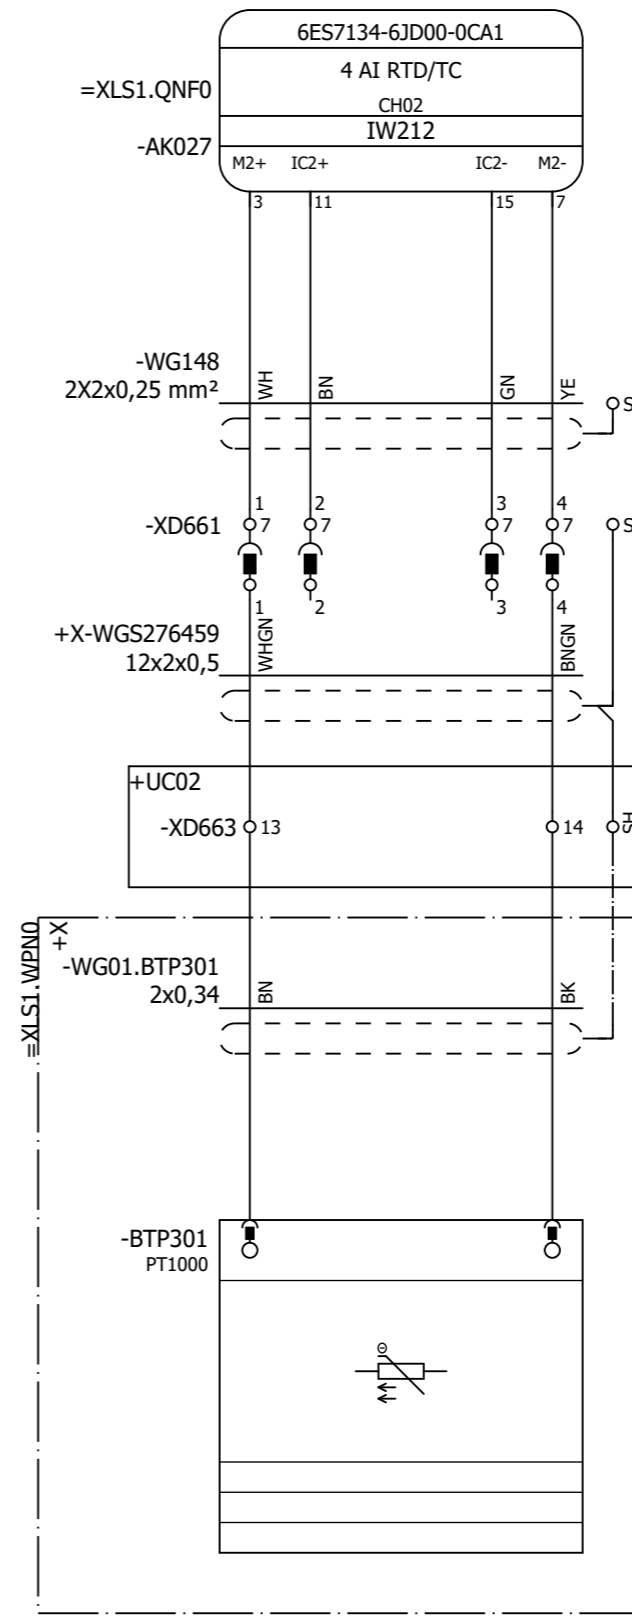 6ES7134-6JD00-0CA1
4 AI RTD/TC
=XLS1.QNF0
CH02
IW212
-AK027
M2+ IC2+ IC2- M2-
3 11 15 7
-WG148
2X2x0,25 mm²
WH BN GN YE
S
1 2 3 4
-XD661 7 7 7 7 S
1 2 3 4
+X-WGS276459
12x2x0,5
WHGN BNGN
+UC02
-XD663 13 14 SH
=XLS1.WPN0
+X
-WG01.BTP301
2x0,34
BN BK
-BTP301
PT1000
Θ